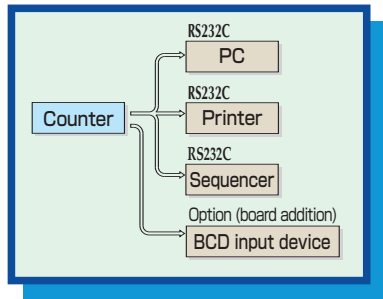 RS232C
PC
RS232C
Counter
Printer
RS232C
Sequencer
Option (board addition)
BCD input device